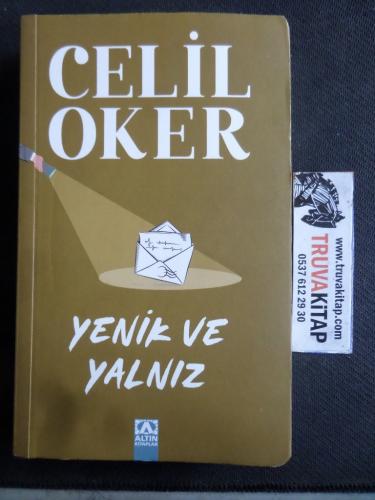 CELİL
OKER
YENİK VE
YALNIZ
ALTIN
KİTAPLAR
TRUVAKiTAP
www.truvakitap.com
0537 612 29 30